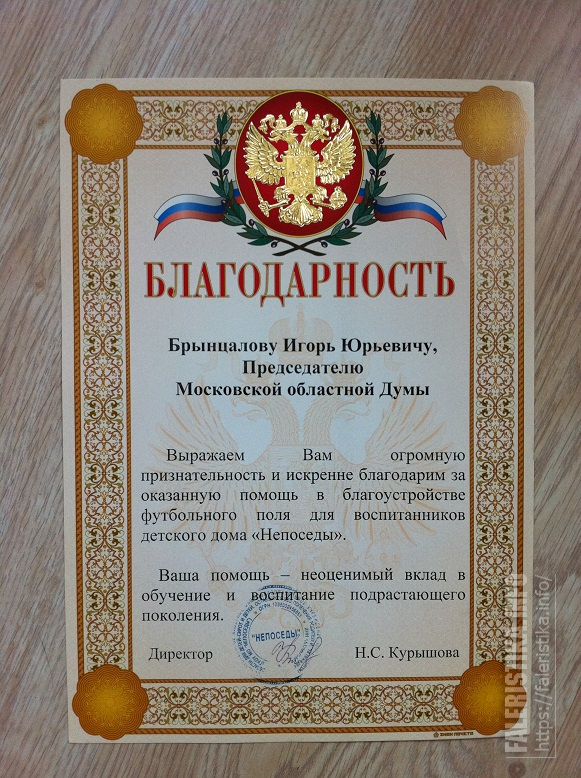 БЛАГОДАРНОСТЬ
Брынцалову Игорь Юрьевичу,
Председателю
Московской областной Думы
Выражаем Вам огромную
признательность и искренне благодарим за
оказанную помощь в благоустройстве
футбольного поля для воспитанников
детского дома «Непоседы».
Ваша помощь – неоценимый вклад в
обучение и воспитание подрастающего
поколения.
"НЕПОСЕДЫ"
Директор Н.С. Курышова
FALERISTIKA.INFO
https://faleristika.info/